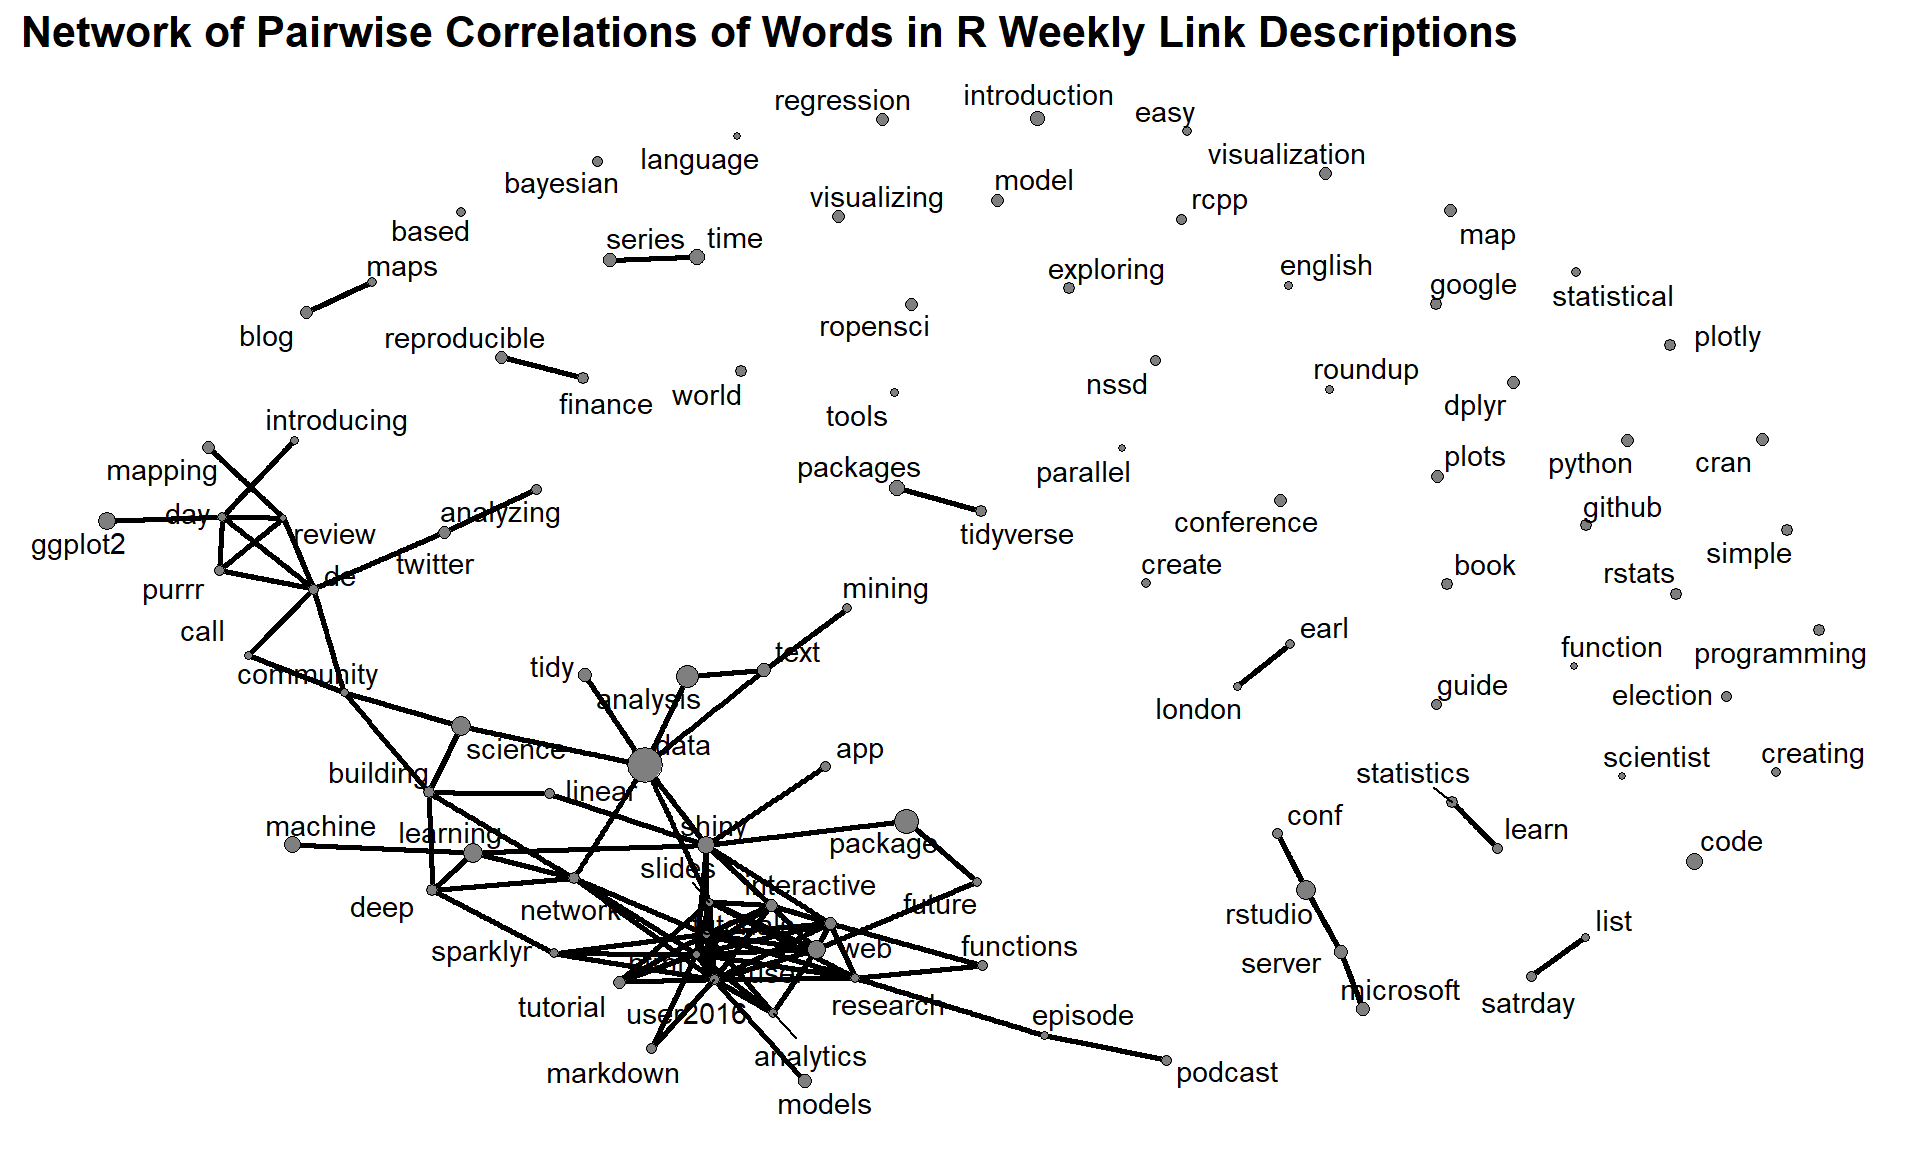 Network of Pairwise Correlations of Words in R Weekly Link Descriptions
regression
introduction
easy
language
visualization
bayesian
model
visualizing
rcpp
based
map
series
time
maps
exploring
english
google
statistical
blog
reproducible
ropensci
plotly
finance
world
nssd
roundup
dplyr
introducing
tools
mapping
packages
parallel
plots
python
cran
day
analyzing
ggplot2
review
tidyverse
conference
github
simple
twitter
de
purrr
mining
create
book
rstats
call
earl
function
programming
community
tidy
text
analysis
london
guide
election
science
data
app
building
linear
statistics
scientist
creating
machine
learning
shiny
package
conf
learn
code
slides
interactive
deep
network
future
rstudio
list
sparklyr
web
functions
server
user
tutorial
user2016
research
microsoft
satrday
episode
analytics
markdown
podcast
models